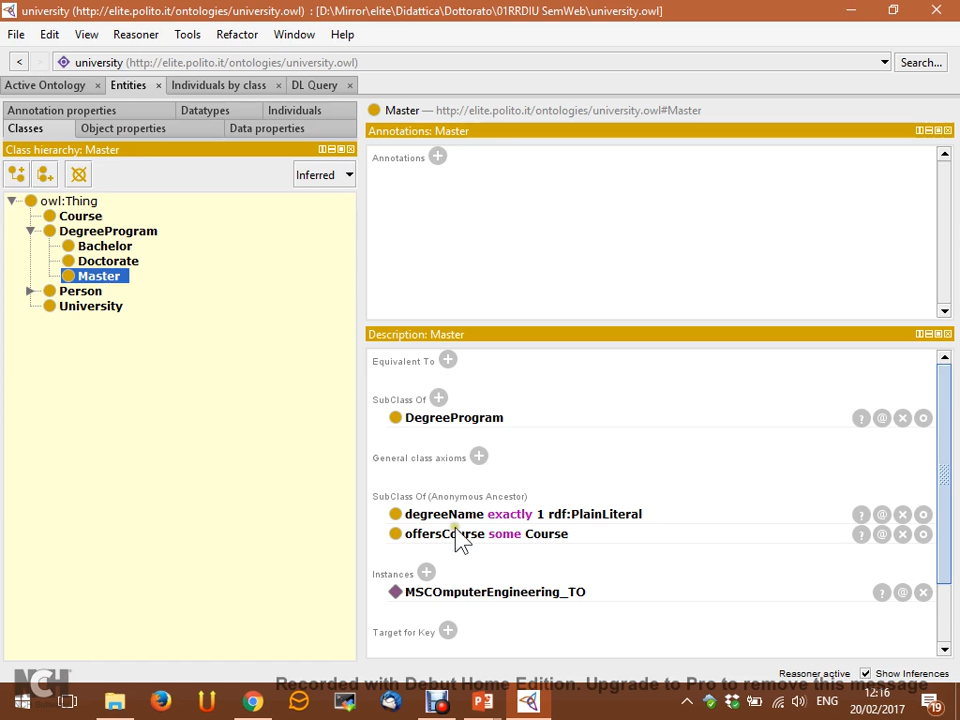 university (http://elite.polito.it/ontologies/university.owl) : [D:\Mirror\elite\Didattica\Dottorato\01RRDIU SemWeb\university.owl]
File Edit View Reasoner Tools Refactor Window Help
< university (http://elite.polito.it/ontologies/university.owl) Search...
Active Ontology × Entities × Individuals by class × DL Query ×
Annotation properties Datatypes Individuals
Classes Object properties Data properties
Class hierarchy: Master
Inferred
owl:Thing
Course
DegreeProgram
Bachelor
Doctorate
Master
Person
University
Master — http://elite.polito.it/ontologies/university.owl#Master
Annotations: Master
Annotations
Description: Master
Equivalent To
SubClass Of
DegreeProgram
General class axioms
SubClass Of (Anonymous Ancestor)
degreeName exactly 1 rdf:PlainLiteral
offersCourse some Course
Instances
MSCOmputerEngineering_TO
Target for Key
Reasoner active Show Inferences
NCH
Recorded with Debut Home Edition. Upgrade to Pro to remove this message
ENG
12:16
20/02/2017
19